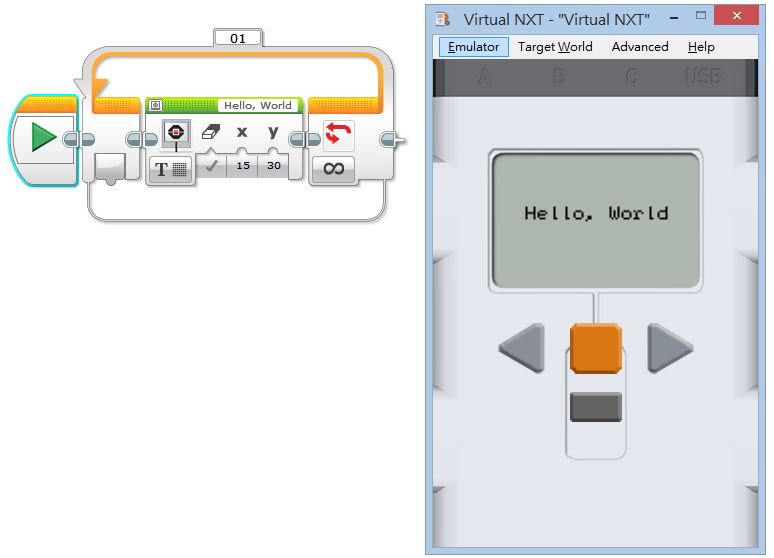 01
Hello, World
x y
T 15 30
∞
Virtual NXT - "Virtual NXT"
Emulator Target World Advanced Help
A B C USB
Hello, World